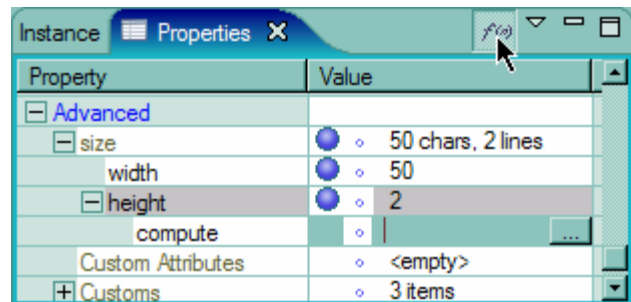 Instance Properties f(x)
Property Value
Advanced
size 50 chars, 2 lines
width 50
height 2
compute ...
Custom Attributes <empty>
Customs 3 items